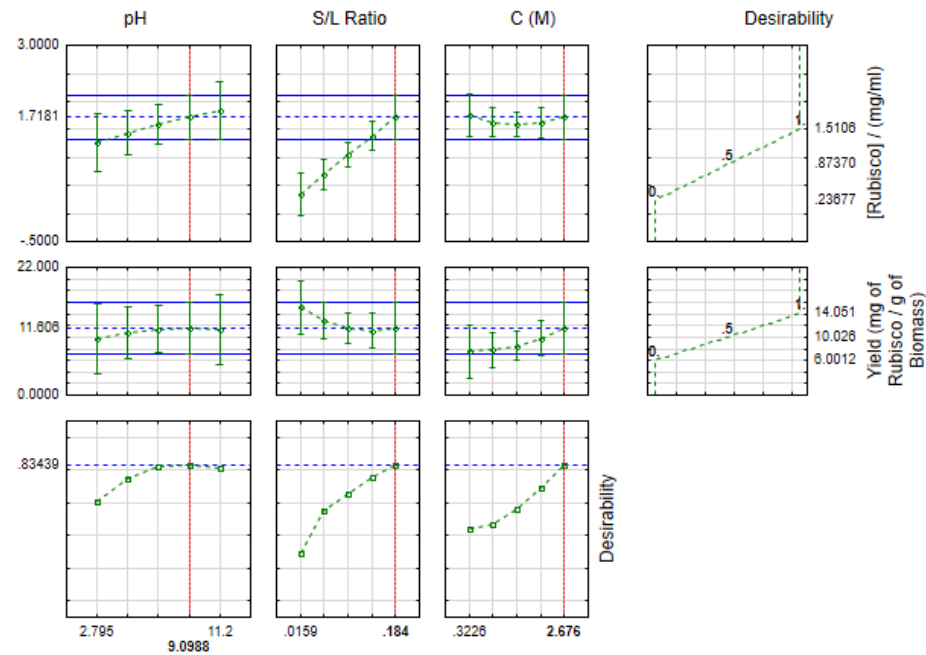 pH S/L Ratio C (M) Desirability
3.0000
1.7181
-.5000
0. .5 1.
1.5106
.87370
.23677
[Rubisco] / (mg/ml)
22.000
11.606
0.0000
0. .5 1.
14.051
10.026
6.0012
Yield (mg of
Rubisco / g of
Biomass)
.83439
Desirability
2.795 11.2 .0159 .184 .3226 2.676
9.0988